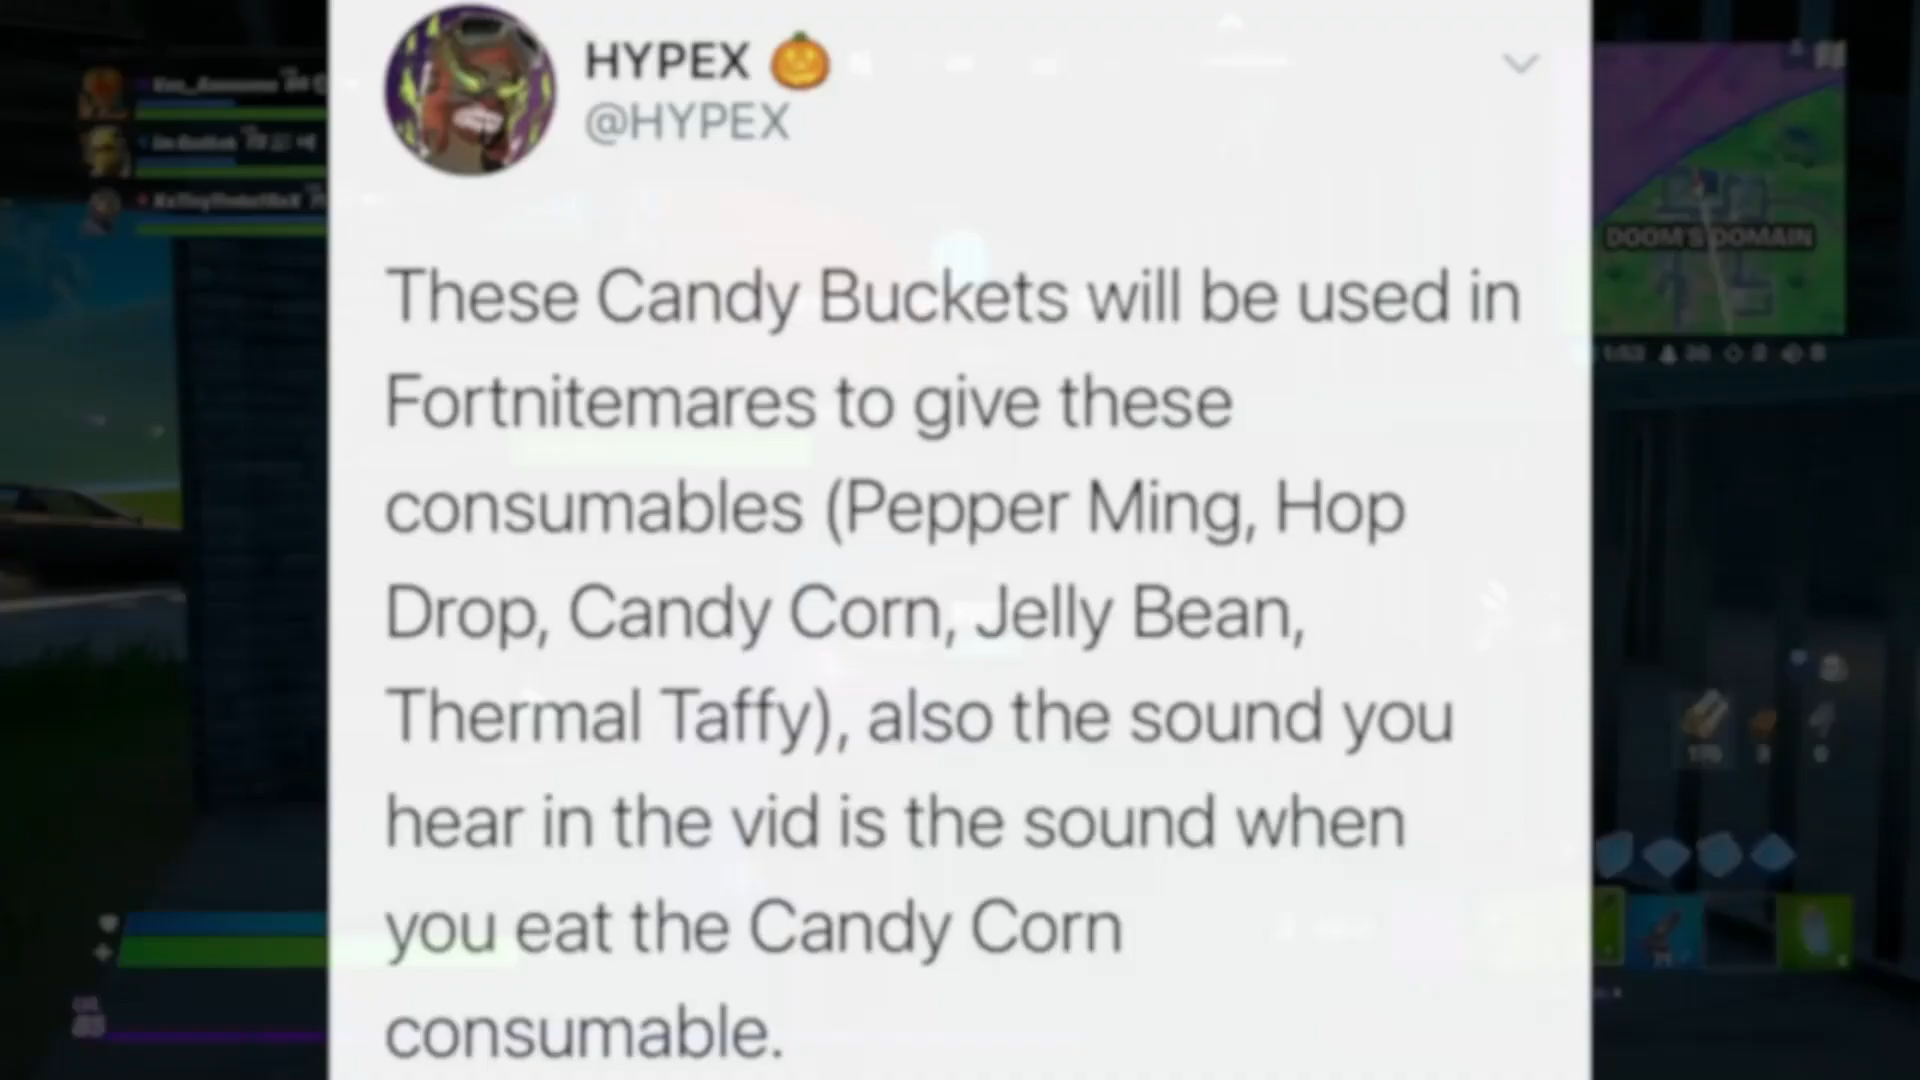 HYPEX 🎃
@HYPEX
These Candy Buckets will be used in
Fortnitemares to give these
consumables (Pepper Ming, Hop
Drop, Candy Corn, Jelly Bean,
Thermal Taffy), also the sound you
hear in the vid is the sound when
you eat the Candy Corn
consumable.
DOOM'S DOMAIN